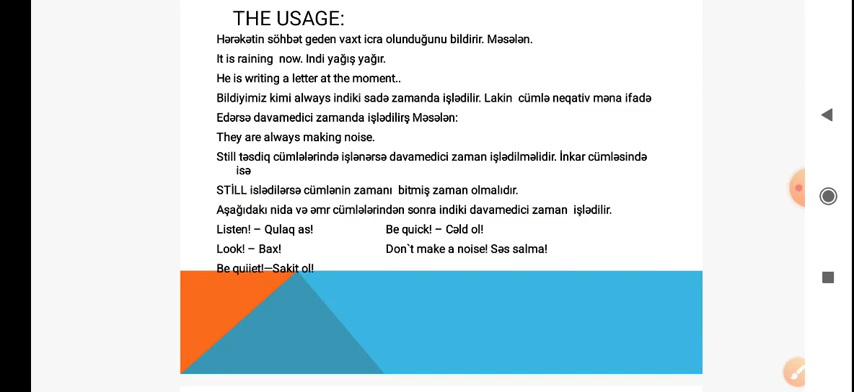 THE USAGE:
Hərəkətin söhbət geden vaxt icra olunduğunu bildirir. Məsələn.
It is raining  now. Indi yağış yağır.
He is writing a letter at the moment..
Bildiyimiz kimi always indiki sadə zamanda işlədilir. Lakin  cümlə neqativ məna ifadə
Edərsə davamedici zamanda işlədilirş Məsələn:
They are always making noise.
Still təsdiq cümlələrində işlənərsə davamedici zaman işlədilməlidir. İnkar cümləsində
isə
STİLL islədilərsə cümlənin zamanı  bitmiş zaman olmalıdır.
Aşağıdakı nida və əmr cümlələrindən sonra indiki davamedici zaman  işlədilir.
Listen! – Qulaq as!    Be quick! – Cəld ol!
Look! – Bax!    Don`t make a noise! Səs salma!
Be quiiet!—Sakit ol!